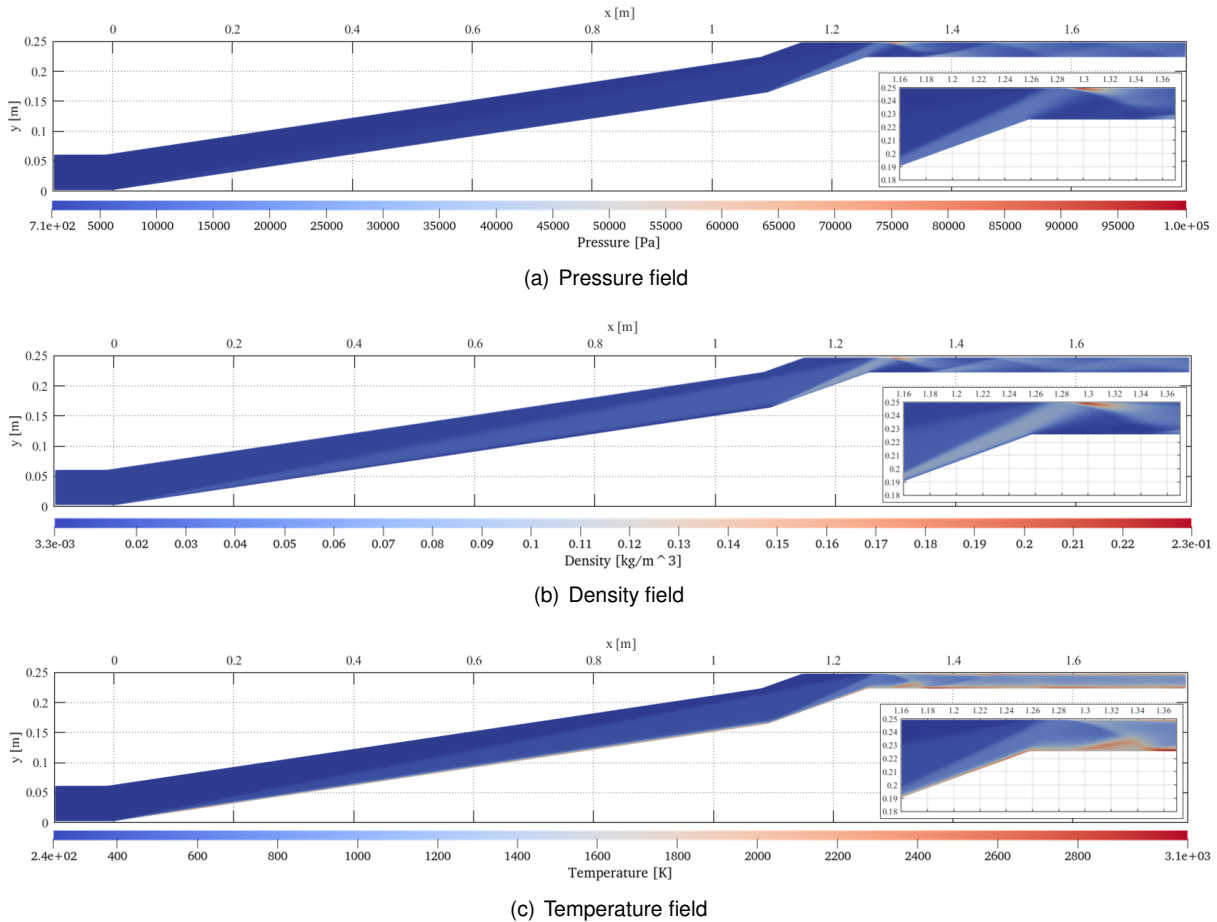 x [m]
0 0.2 0.4 0.6 0.8 1 1.2 1.4 1.6
0.25
0.2
0.15
0.1
0.05
0
y [m]
1.16 1.18 1.2 1.22 1.24 1.26 1.28 1.3 1.32 1.34 1.36
0.25
0.24
0.23
0.22
0.21
0.2
0.19
0.18
7.1e+02 5000 10000 15000 20000 25000 30000 35000 40000 45000 50000 55000 60000 65000 70000 75000 80000 85000 90000 95000 1.0e+05
Pressure [Pa]
(a) Pressure field
x [m]
0 0.2 0.4 0.6 0.8 1 1.2 1.4 1.6
0.25
0.2
0.15
0.1
0.05
0
y [m]
1.16 1.18 1.2 1.22 1.24 1.26 1.28 1.3 1.32 1.34 1.36
0.25
0.24
0.23
0.22
0.21
0.2
0.19
0.18
3.3e-03 0.02 0.03 0.04 0.05 0.06 0.07 0.08 0.09 0.1 0.11 0.12 0.13 0.14 0.15 0.16 0.17 0.18 0.19 0.2 0.21 0.22 2.3e-01
Density [kg/m^3]
(b) Density field
x [m]
0 0.2 0.4 0.6 0.8 1 1.2 1.4 1.6
0.25
0.2
0.15
0.1
0.05
0
y [m]
1.16 1.18 1.2 1.22 1.24 1.26 1.28 1.3 1.32 1.34 1.36
0.25
0.24
0.23
0.22
0.21
0.2
0.19
0.18
2.4e+02 400 600 800 1000 1200 1400 1600 1800 2000 2200 2400 2600 2800 3.1e+03
Temperature [K]
(c) Temperature field